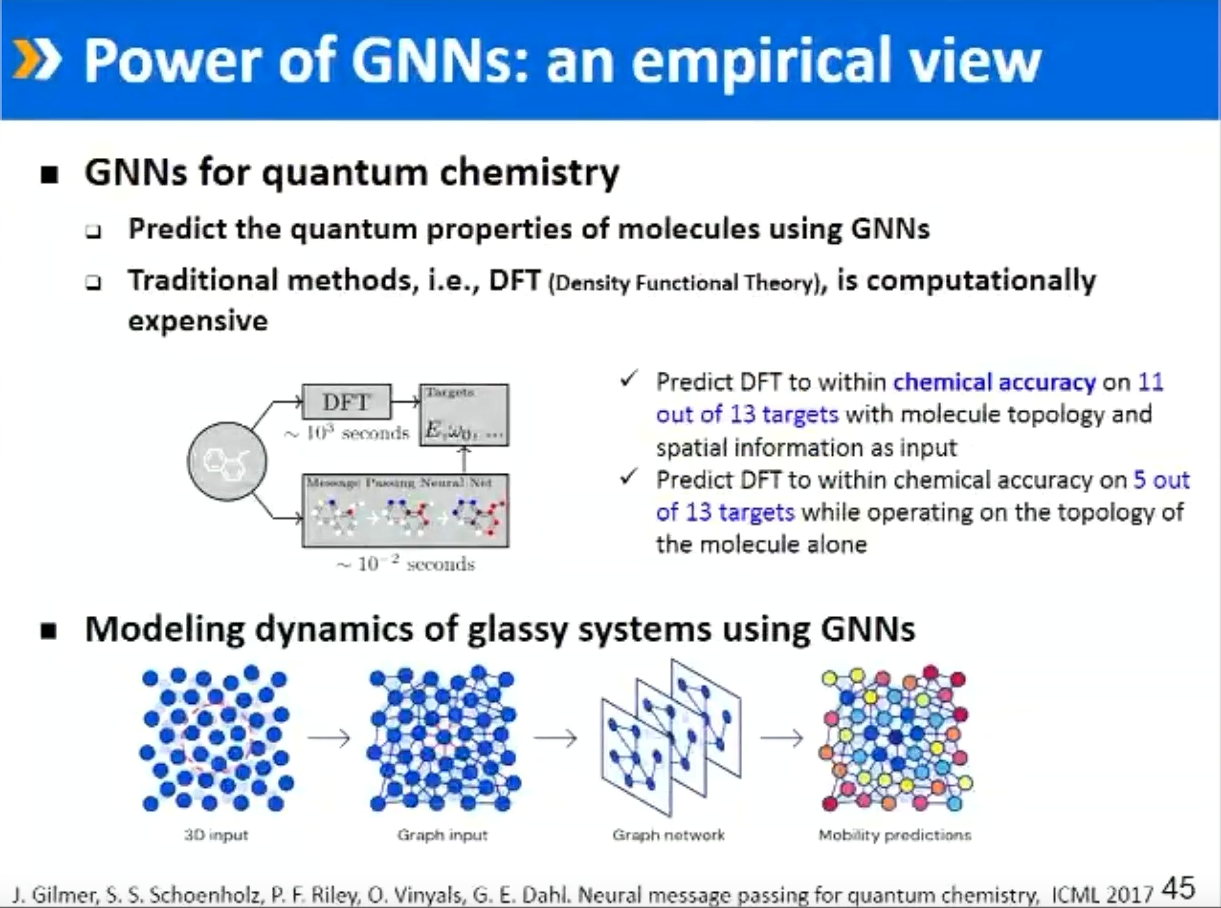 Power of GNNs: an empirical view
GNNs for quantum chemistry
Predict the quantum properties of molecules using GNNs
Traditional methods, i.e., DFT (Density Functional Theory), is computationally
expensive
DFT
~ 10³ seconds
Targets
E, ω₀, ...
Message Passing Neural Net
~ 10⁻² seconds
✓ Predict DFT to within chemical accuracy on 11
out of 13 targets with molecule topology and
spatial information as input
✓ Predict DFT to within chemical accuracy on 5 out
of 13 targets while operating on the topology of
the molecule alone
Modeling dynamics of glassy systems using GNNs
3D input
Graph input
Graph network
Mobility predictions
J. Gilmer, S. S. Schoenholz, P. F. Riley, O. Vinyals, G. E. Dahl. Neural message passing for quantum chemistry, ICML 2017
45